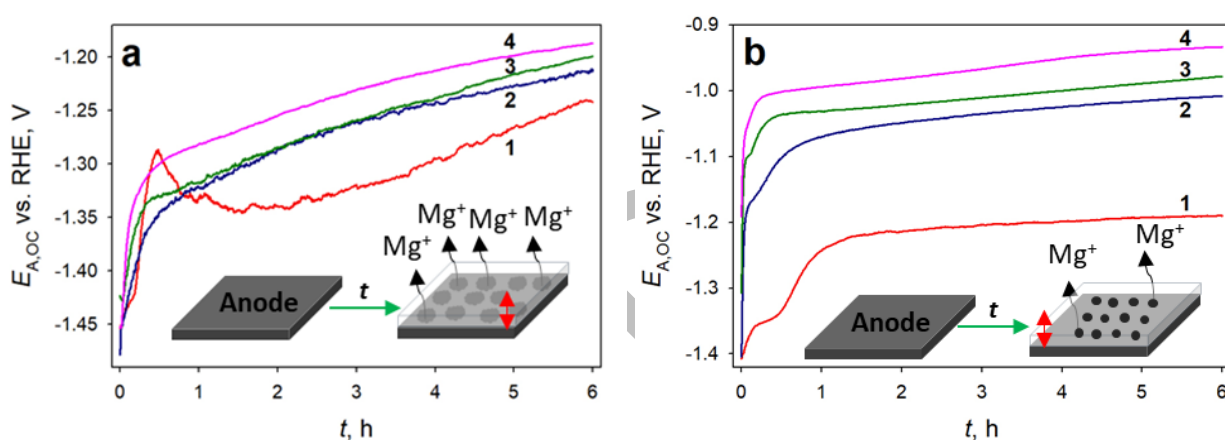 a
E_A,OC vs. RHE, V
-1.20
-1.25
-1.30
-1.35
-1.40
-1.45
4
3
2
1
Mg⁺ Mg⁺ Mg⁺
Mg⁺
Anode
t
0 1 2 3 4 5 6
t, h
b
E_A,OC vs. RHE, V
-0.9
-1.0
-1.1
-1.2
-1.3
-1.4
4
3
2
1
Mg⁺
Mg⁺
Anode
t
0 1 2 3 4 5 6
t, h